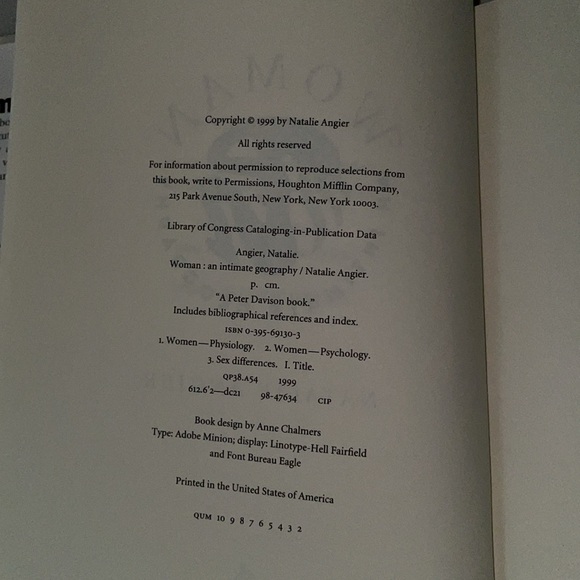 Copyright © 1999 by Natalie Angier
All rights reserved
For information about permission to reproduce selections from
this book, write to Permissions, Houghton Mifflin Company,
215 Park Avenue South, New York, New York 10003.
Library of Congress Cataloging-in-Publication Data
Angier, Natalie.
Woman : an intimate geography / Natalie Angier.
p. cm.
"A Peter Davison book."
Includes bibliographical references and index.
ISBN 0-395-69130-3
1. Women—Physiology. 2. Women—Psychology.
3. Sex differences. I. Title.
QP38.A54 1999
612.6'2—dc21 98-47634 CIP
Book design by Anne Chalmers
Type: Adobe Minion; display: Linotype-Hell Fairfield
and Font Bureau Eagle
Printed in the United States of America
QUM 10 9 8 7 6 5 4 3 2